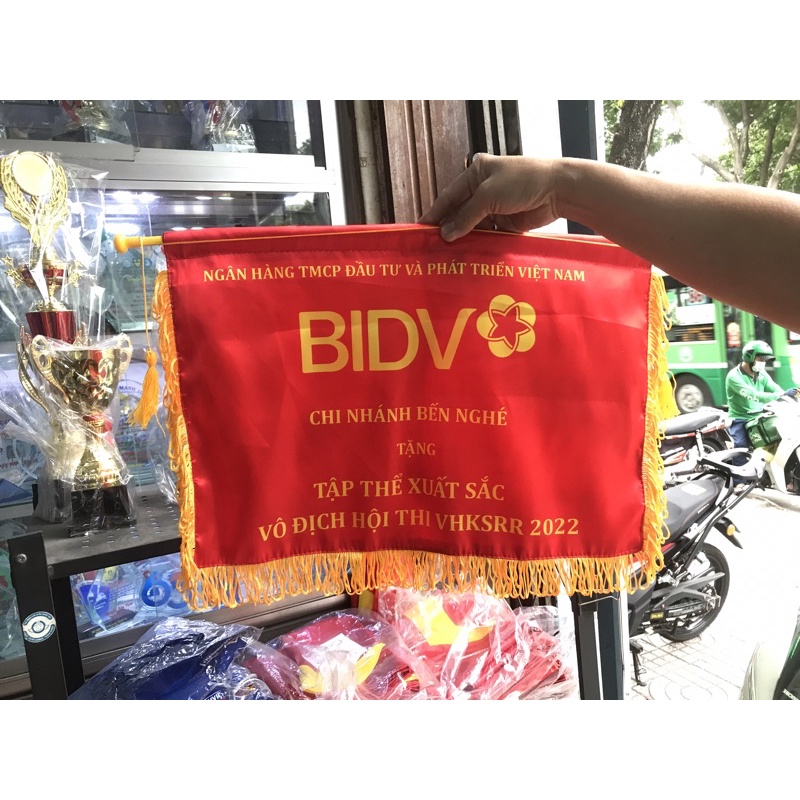 NGÂN HÀNG TMCP ĐẦU TƯ VÀ PHÁT TRIỂN VIỆT NAM
BIDV
CHI NHÁNH BẾN NGHÉ
TẶNG
TẬP THỂ XUẤT SẮC
VÔ ĐỊCH HỘI THI VHKSRR 2022